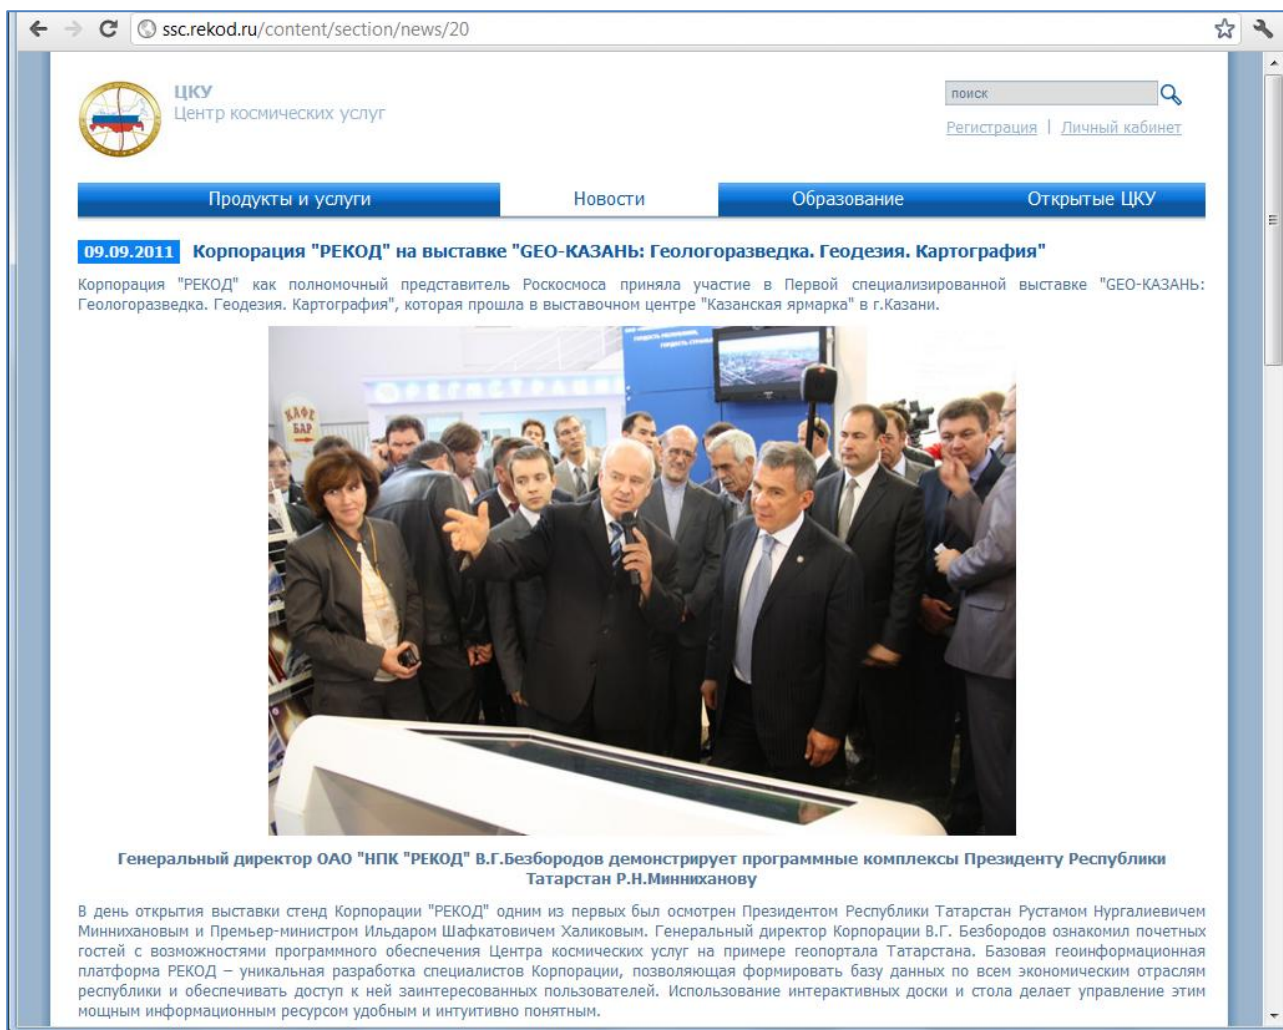 ssc.rekod.ru/content/section/news/20
ЦКУ
Центр космических услуг
поиск
Регистрация | Личный кабинет
Продукты и услуги Новости Образование Открытые ЦКУ
09.09.2011 Корпорация "РЕКОД" на выставке "GEO-КАЗАНЬ: Геологоразведка. Геодезия. Картография"
Корпорация "РЕКОД" как полномочный представитель Роскосмоса приняла участие в Первой специализированной выставке "GEO-КАЗАНЬ:
Геологоразведка. Геодезия. Картография", которая прошла в выставочном центре "Казанская ярмарка" в г.Казани.
ГОРДОСТЬ РЕСПУБЛИКИ,
ГОРДОСТЬ СТРАНЫ
КАФЕ
БАР
Генеральный директор ОАО "НПК "РЕКОД" В.Г.Безбородов демонстрирует программные комплексы Президенту Республики
Татарстан Р.Н.Минниханову
В день открытия выставки стенд Корпорации "РЕКОД" одним из первых был осмотрен Президентом Республики Татарстан Рустамом Нургалиевичем
Миннихановым и Премьер-министром Ильдаром Шафкатовичем Халиковым. Генеральный директор Корпорации В.Г. Безбородов ознакомил почетных
гостей с возможностями программного обеспечения Центра космических услуг на примере геопортала Татарстана. Базовая геоинформационная
платформа РЕКОД – уникальная разработка специалистов Корпорации, позволяющая формировать базу данных по всем экономическим отраслям
республики и обеспечивать доступ к ней заинтересованных пользователей. Использование интерактивных доски и стола делает управление этим
мощным информационным ресурсом удобным и интуитивно понятным.